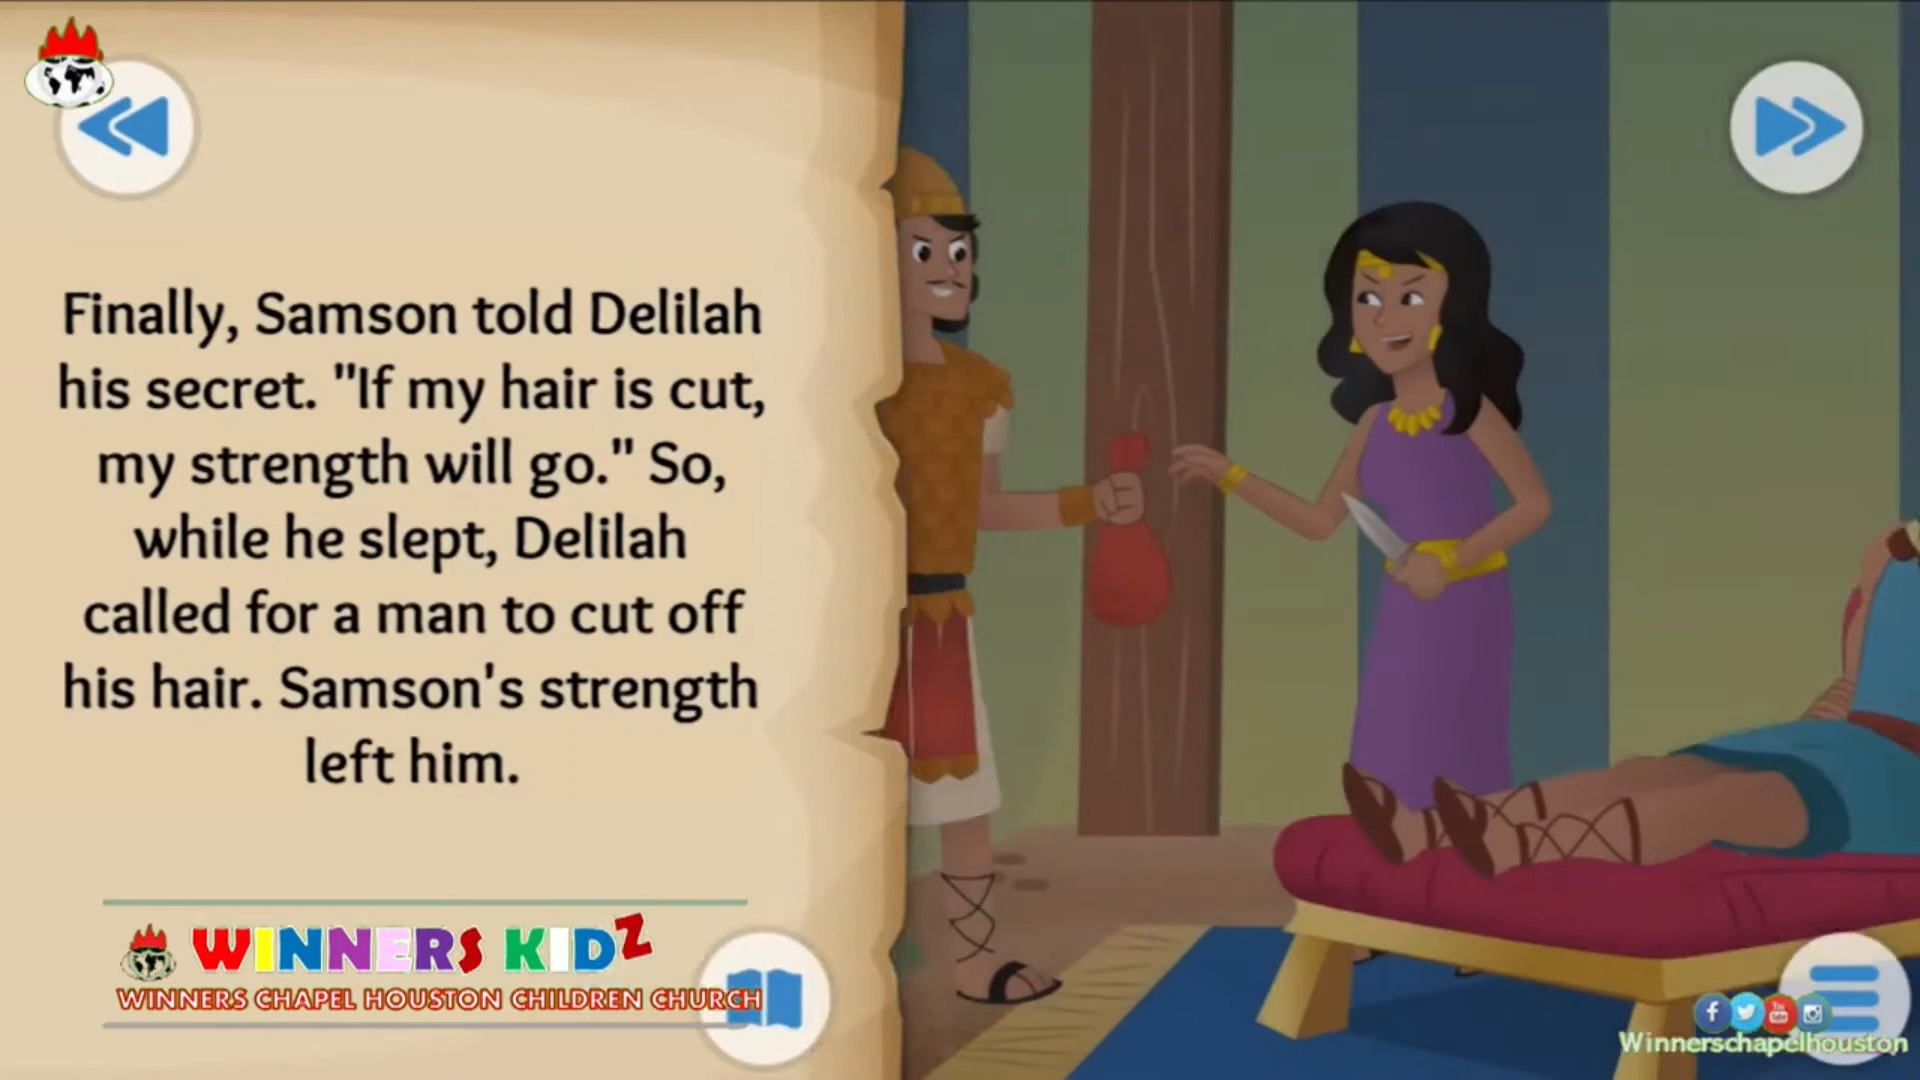 Finally, Samson told Delilah
his secret. "If my hair is cut,
my strength will go." So,
while he slept, Delilah
called for a man to cut off
his hair. Samson's strength
left him.
WINNERS KIDZ
WINNERS CHAPEL HOUSTON CHILDREN CHURCH
f You Tube
Winnerschapelhouston